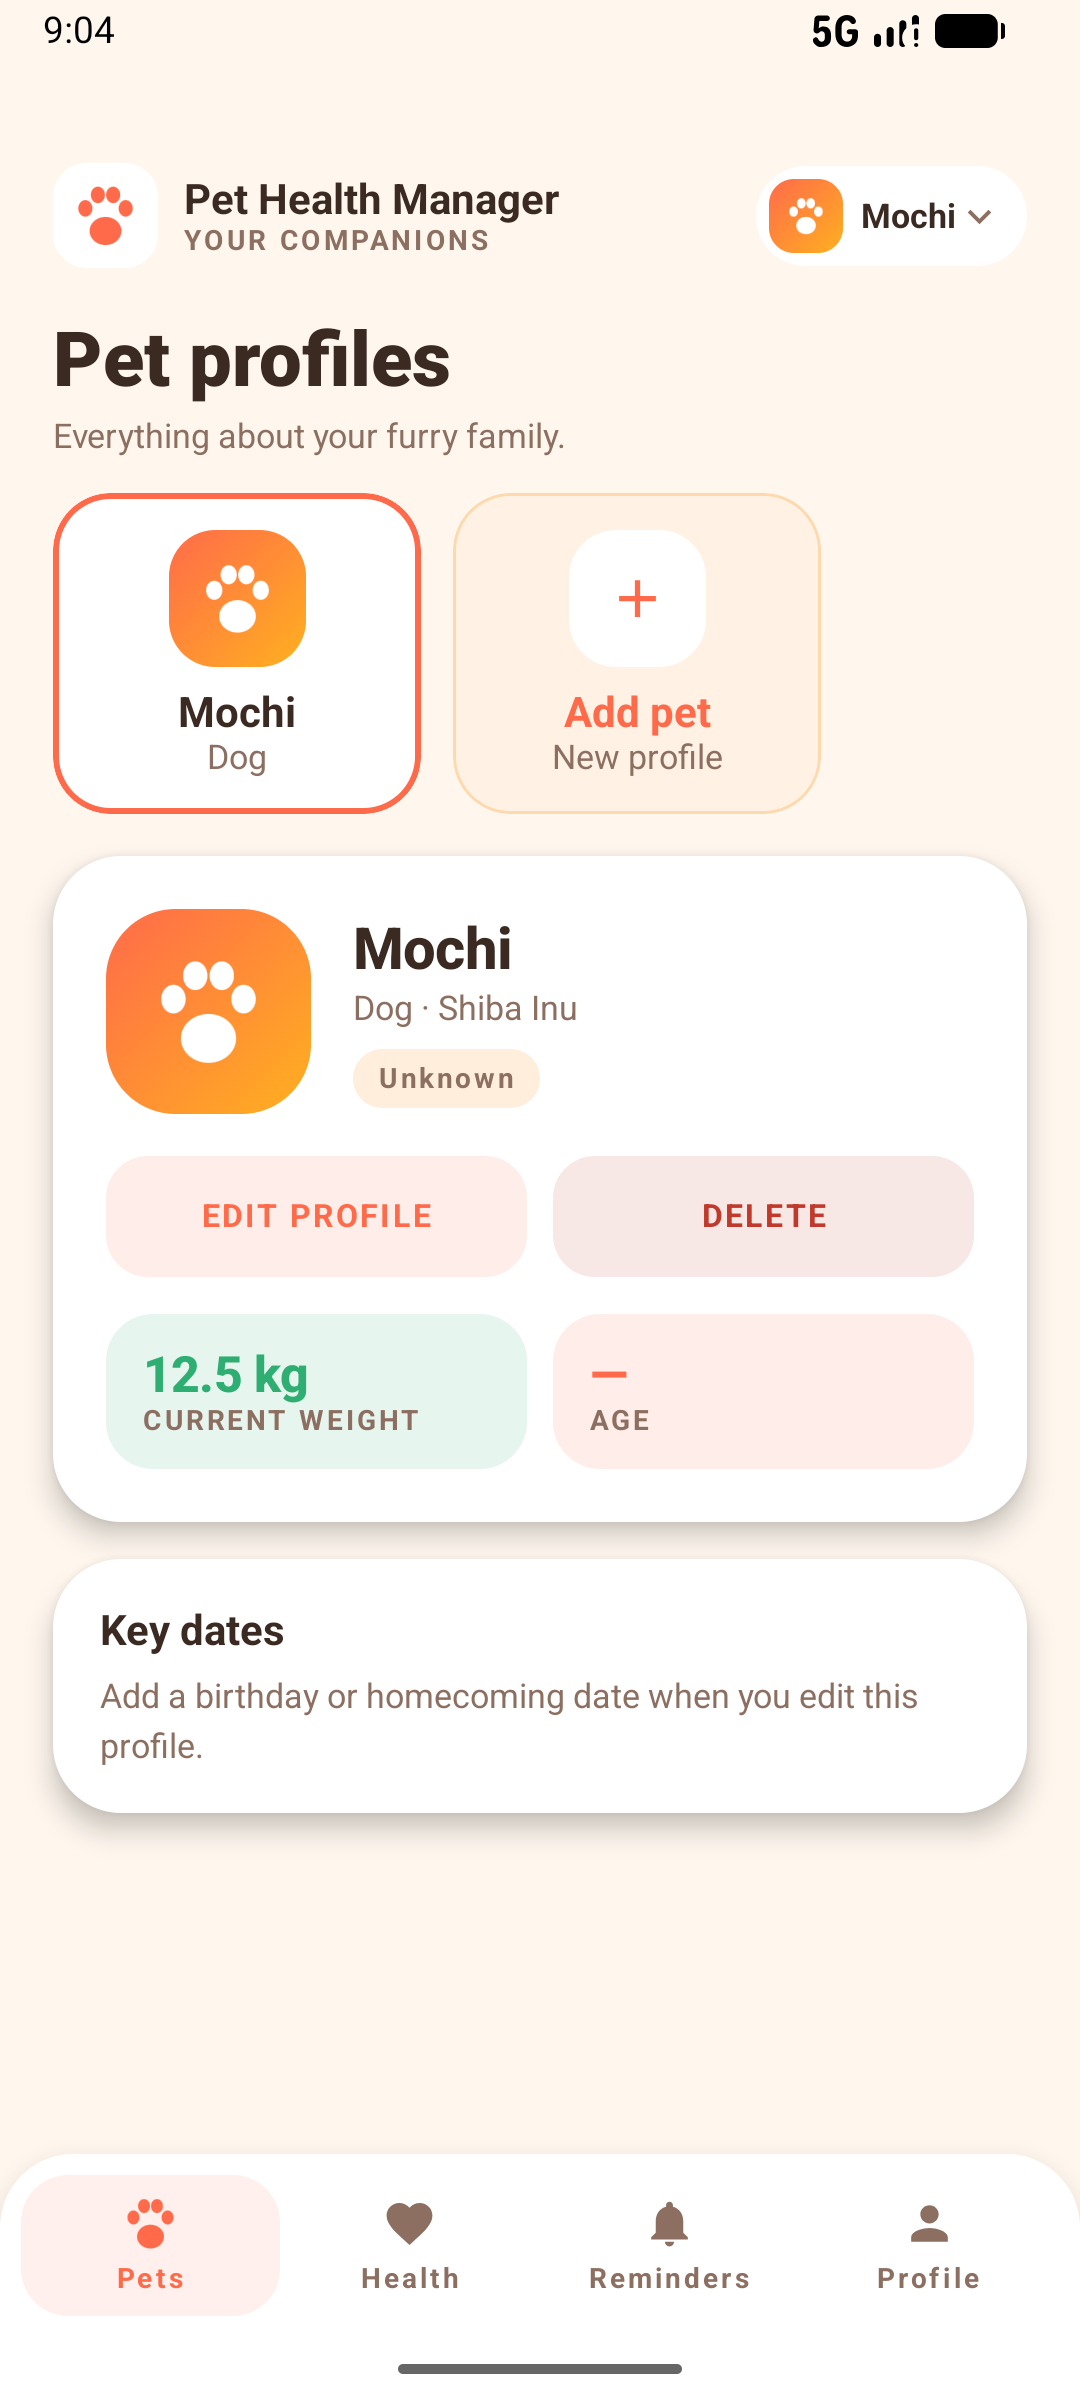 9:04
5G
Pet Health Manager
YOUR COMPANIONS
Mochi
Pet profiles
Everything about your furry family.
Mochi
Dog
Add pet
New profile
Mochi
Dog · Shiba Inu
Unknown
EDIT PROFILE
DELETE
12.5 kg
CURRENT WEIGHT
—
AGE
Key dates
Add a birthday or homecoming date when you edit this
profile.
Pets
Health
Reminders
Profile